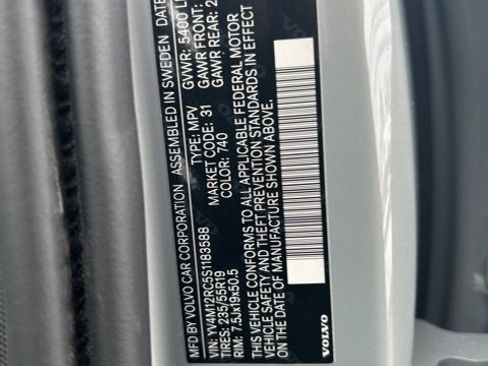 MFD BY VOLVO CAR CORPORATION ASSEMBLED IN SWEDEN DATE
VIN: YV4M12RC5S1183588 TYPE: MPV GVWR: 5400 L
TIRES: 235/55R19 MARKET CODE: 31 GAWR FRONT:
RIM: 7.5Jx19x50.5 COLOR: 740 GAWR REAR: 2
THIS VEHICLE CONFORMS TO ALL APPLICABLE FEDERAL MOTOR
VEHICLE SAFETY AND THEFT PREVENTION STANDARDS IN EFFECT
ON THE DATE OF MANUFACTURE SHOWN ABOVE.
VOLVO